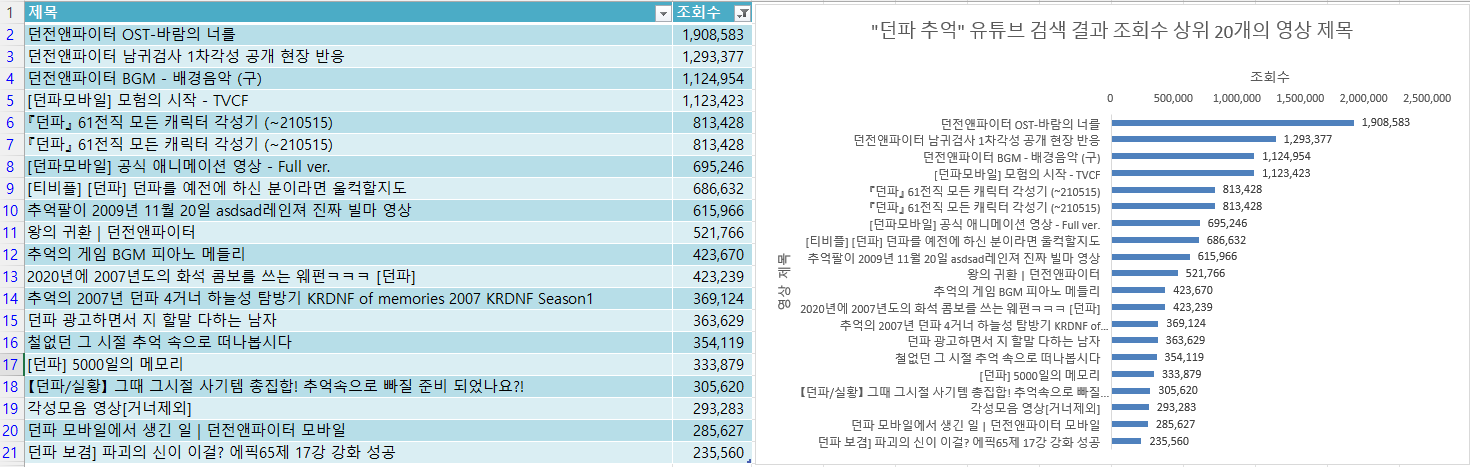 1 제목 조회수
2 던전앤파이터 OST-바람의 너를 1,908,583
3 던전앤파이터 남귀검사 1차각성 공개 현장 반응 1,293,377
4 던전앤파이터 BGM - 배경음악 (구) 1,124,954
5 [던파모바일] 모험의 시작 - TVCF 1,123,423
6 『던파』 61전직 모든 캐릭터 각성기 (~210515) 813,428
7 『던파』 61전직 모든 캐릭터 각성기 (~210515) 813,428
8 [던파모바일] 공식 애니메이션 영상 - Full ver. 695,246
9 [티비플] [던파] 던파를 예전에 하신 분이라면 울컥할지도 686,632
10 추억팔이 2009년 11월 20일 asdsad레인져 진짜 빌마 영상 615,966
11 왕의 귀환 | 던전앤파이터 521,766
12 추억의 게임 BGM 피아노 메들리 423,670
13 2020년에 2007년도의 화석 콤보를 쓰는 웨펀ㅋㅋㅋ [던파] 423,239
14 추억의 2007년 던파 4거너 하늘성 탐방기 KRDNF of memories 2007 KRDNF Season1 369,124
15 던파 광고하면서 지 할말 다하는 남자 363,629
16 철없던 그 시절 추억 속으로 떠나봅시다 354,119
17 [던파] 5000일의 메모리 333,879
18 【던파/실황】 그때 그시절 사기템 총집합! 추억속으로 빠질 준비 되었나요?! 305,620
19 각성모음 영상[거너제외] 293,283
20 던파 모바일에서 생긴 일 | 던전앤파이터 모바일 285,627
21 던파 보겸] 파괴의 신이 이걸? 에픽65제 17강 강화 성공 235,560
"던파 추억" 유튜브 검색 결과 조회수 상위 20개의 영상 제목
조회수
0 500,000 1,000,000 1,500,000 2,000,000 2,500,000
영상 제목
던전앤파이터 OST-바람의 너를 1,908,583
던전앤파이터 남귀검사 1차각성 공개 현장 반응 1,293,377
던전앤파이터 BGM - 배경음악 (구) 1,124,954
[던파모바일] 모험의 시작 - TVCF 1,123,423
『던파』 61전직 모든 캐릭터 각성기 (~210515) 813,428
『던파』 61전직 모든 캐릭터 각성기 (~210515) 813,428
[던파모바일] 공식 애니메이션 영상 - Full ver. 695,246
[티비플] [던파] 던파를 예전에 하신 분이라면 울컥할지도 686,632
추억팔이 2009년 11월 20일 asdsad레인져 진짜 빌마 영상 615,966
왕의 귀환 | 던전앤파이터 521,766
추억의 게임 BGM 피아노 메들리 423,670
2020년에 2007년도의 화석 콤보를 쓰는 웨펀ㅋㅋㅋ [던파] 423,239
추억의 2007년 던파 4거너 하늘성 탐방기 KRDNF of... 369,124
던파 광고하면서 지 할말 다하는 남자 363,629
철없던 그 시절 추억 속으로 떠나봅시다 354,119
[던파] 5000일의 메모리 333,879
【던파/실황】 그때 그시절 사기템 총집합! 추억속으로 빠질... 305,620
각성모음 영상[거너제외] 293,283
던파 모바일에서 생긴 일 | 던전앤파이터 모바일 285,627
던파 보겸] 파괴의 신이 이걸? 에픽65제 17강 강화 성공 235,560